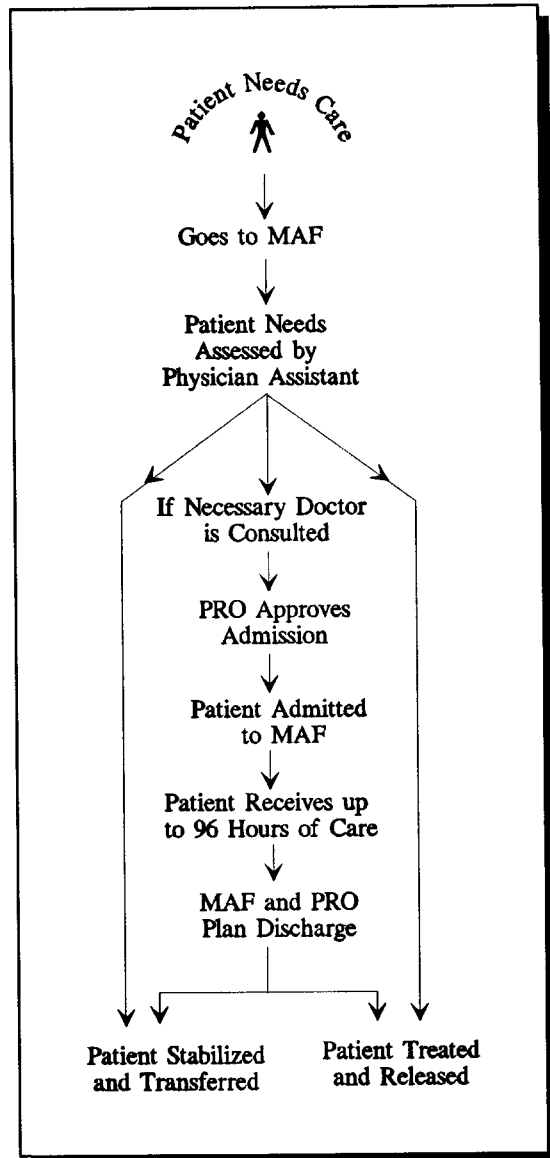 Patient Needs Care
Goes to MAF
Patient Needs
Assessed by
Physician Assistant
If Necessary Doctor
is Consulted
PRO Approves
Admission
Patient Admitted
to MAF
Patient Receives up
to 96 Hours of Care
MAF and PRO
Plan Discharge
Patient Stabilized
and Transferred
Patient Treated
and Released